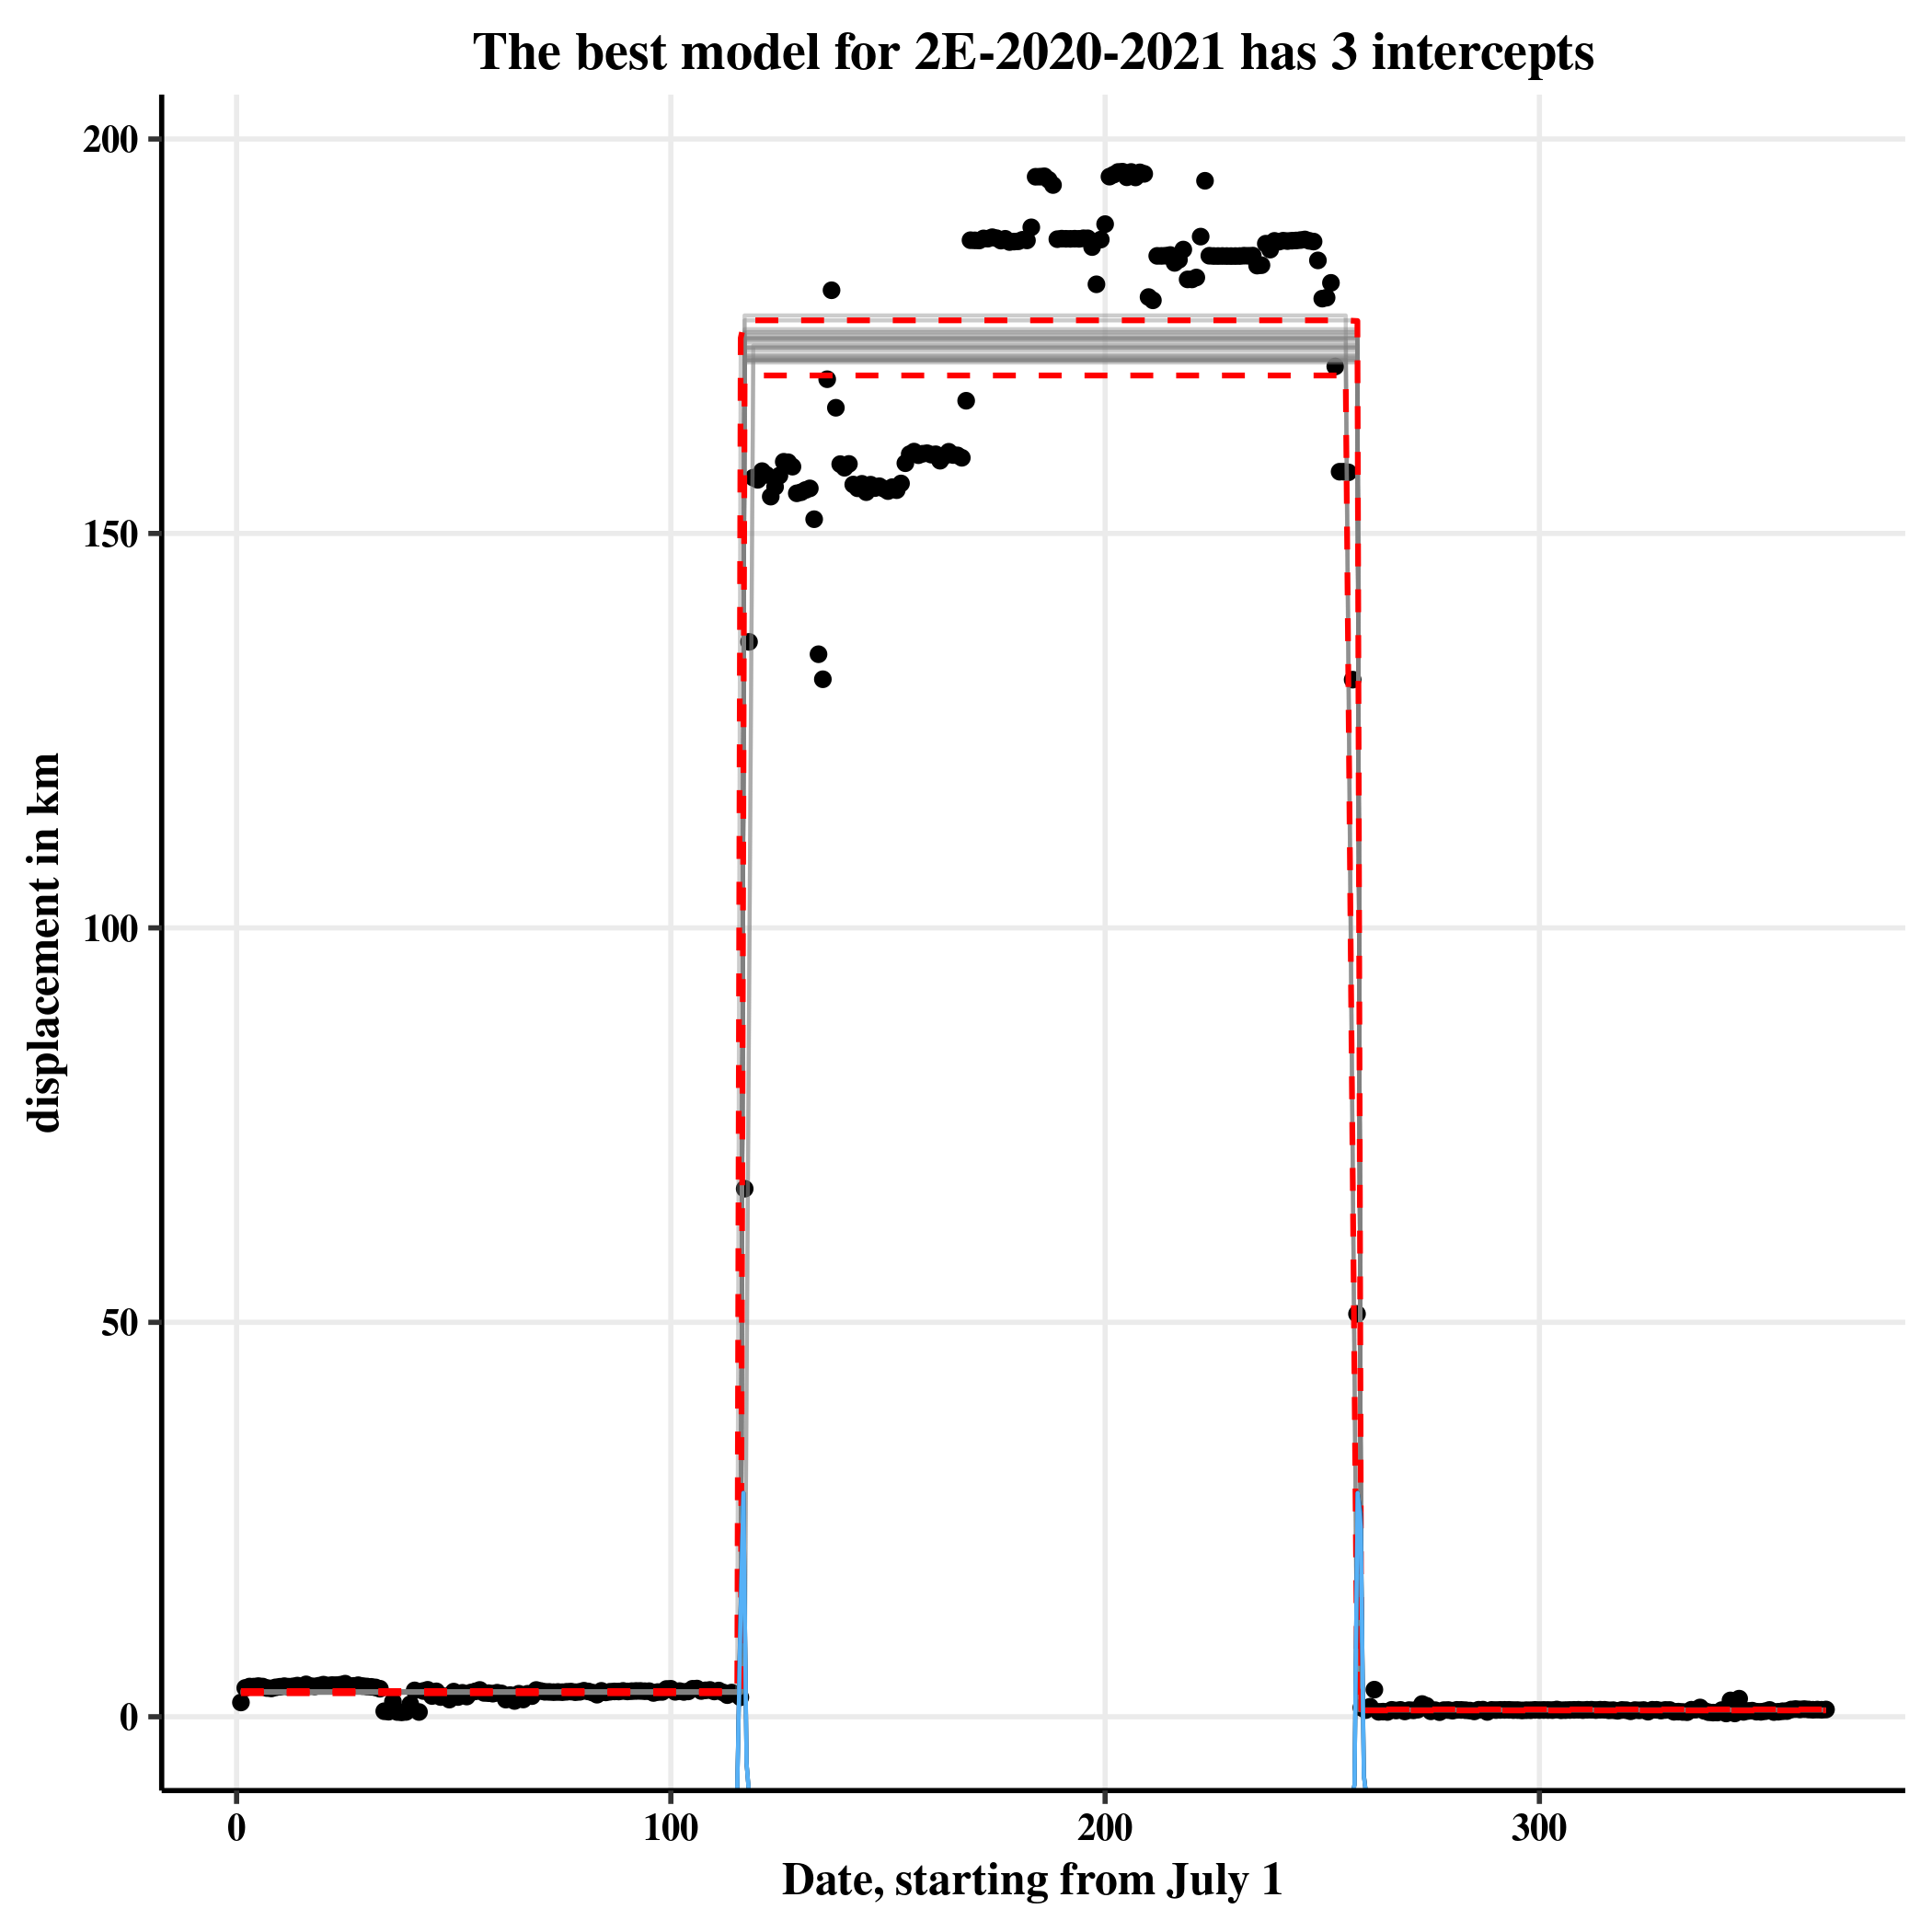 The best model for 2E-2020-2021 has 3 intercepts
200
150
100
50
0
displacement in km
0 100 200 300
Date, starting from July 1